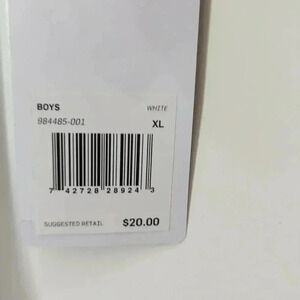 BOYS WHITE
984485-001 XL
7 42728 28924 3
SUGGESTED RETAIL $20.00